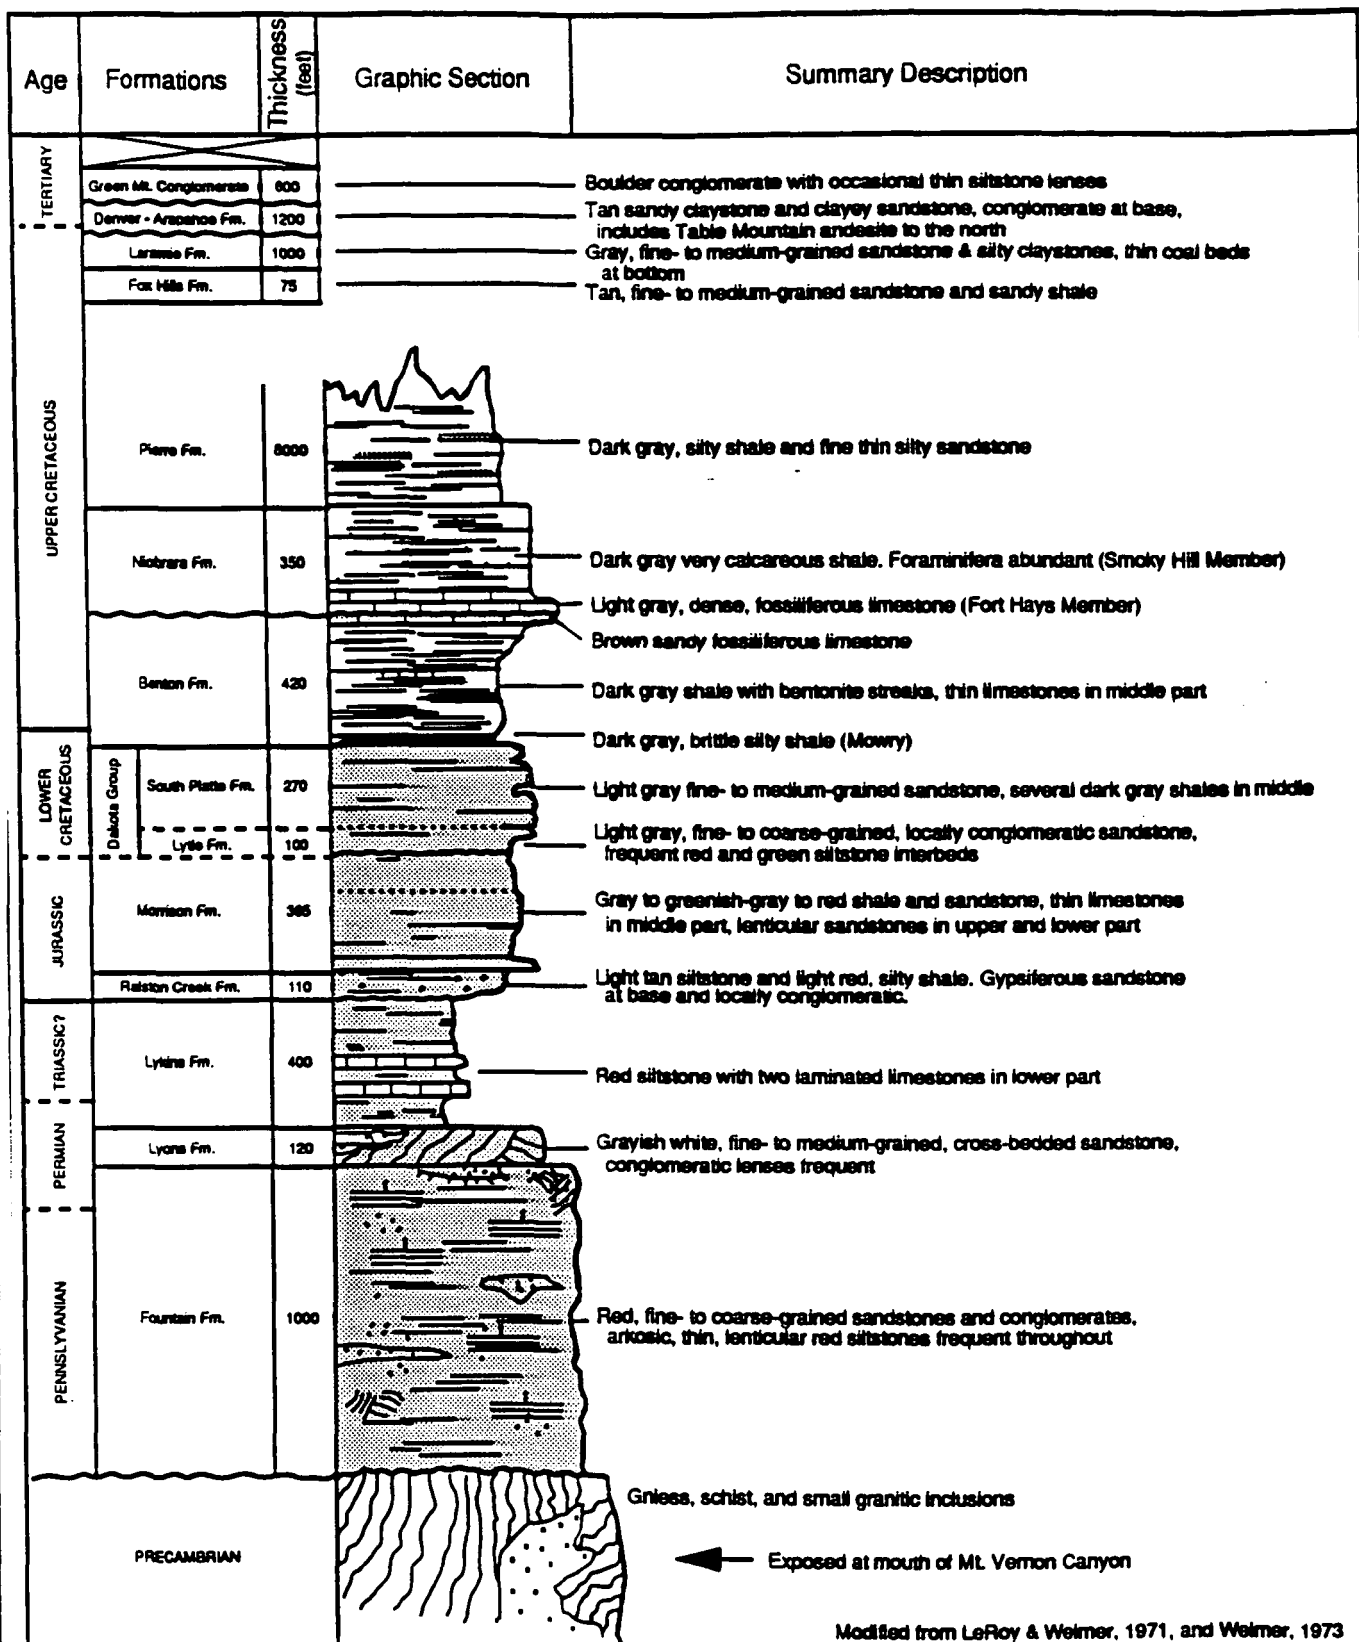 Age
Formations
Thickness
(feet)
Graphic Section
Summary Description
TERTIARY
Green Mt. Conglomerate
600
Boulder conglomerate with occasional thin siltstone lenses
Denver - Arapahoe Fm.
1200
Tan sandy claystone and clayey sandstone, conglomerate at base,
includes Table Mountain andesite to the north
UPPER CRETACEOUS
Laramie Fm.
1000
Gray, fine- to medium-grained sandstone & silty claystones, thin coal beds
at bottom
Fox Hills Fm.
75
Tan, fine- to medium-grained sandstone and sandy shale
Pierre Fm.
8000
Dark gray, silty shale and fine thin silty sandstone
Niobrara Fm.
350
Dark gray very calcareous shale. Foraminifera abundant (Smoky Hill Member)
Light gray, dense, fossiliferous limestone (Fort Hays Member)
Brown sandy fossiliferous limestone
Benton Fm.
420
Dark gray shale with bentonite streaks, thin limestones in middle part
Dark gray, brittle silty shale (Mowry)
LOWER
CRETACEOUS
Dakota Group
South Platte Fm.
270
Light gray fine- to medium-grained sandstone, several dark gray shales in middle
Lytle Fm.
100
Light gray, fine- to coarse-grained, locally conglomeratic sandstone,
frequent red and green siltstone interbeds
JURASSIC
Morrison Fm.
Gray to greenish-gray to red shale and sandstone, thin limestones
in middle part, lenticular sandstones in upper and lower part
Ralston Creek Fm.
110
Light tan siltstone and light red, silty shale. Gypsiferous sandstone
at base and locally conglomeratic.
TRIASSIC?
Lykins Fm.
400
Red siltstone with two laminated limestones in lower part
PERMIAN
Lyons Fm.
120
Grayish white, fine- to medium-grained, cross-bedded sandstone,
conglomeratic lenses frequent
PENNSLYVANIAN
Fountain Fm.
1000
Red, fine- to coarse-grained sandstones and conglomerates,
arkosic, thin, lenticular red siltstones frequent throughout
PRECAMBRIAN
Gniess, schist, and small granitic inclusions
Exposed at mouth of Mt. Vernon Canyon
Modified from LeRoy & Weimer, 1971, and Weimer, 1973